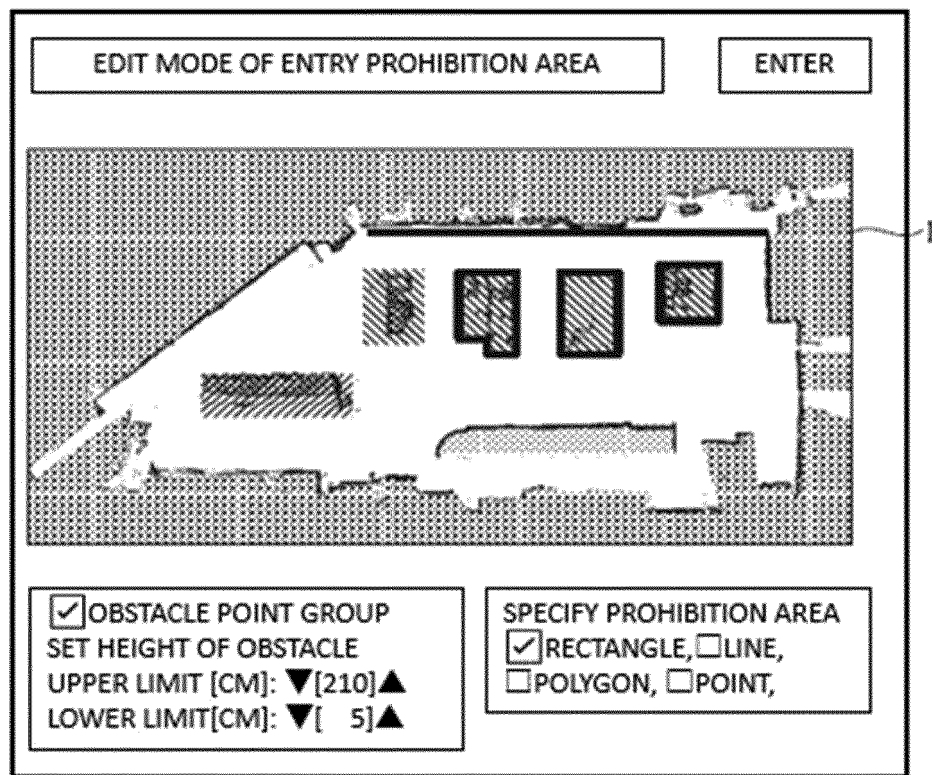 EDIT MODE OF ENTRY PROHIBITION AREA
ENTER
☑OBSTACLE POINT GROUP
SET HEIGHT OF OBSTACLE
UPPER LIMIT [CM]: ▼[210]▲
LOWER LIMIT[CM]: ▼[ 5]▲
SPECIFY PROHIBITION AREA
☑RECTANGLE,☐LINE,
☐POLYGON, ☐POINT,